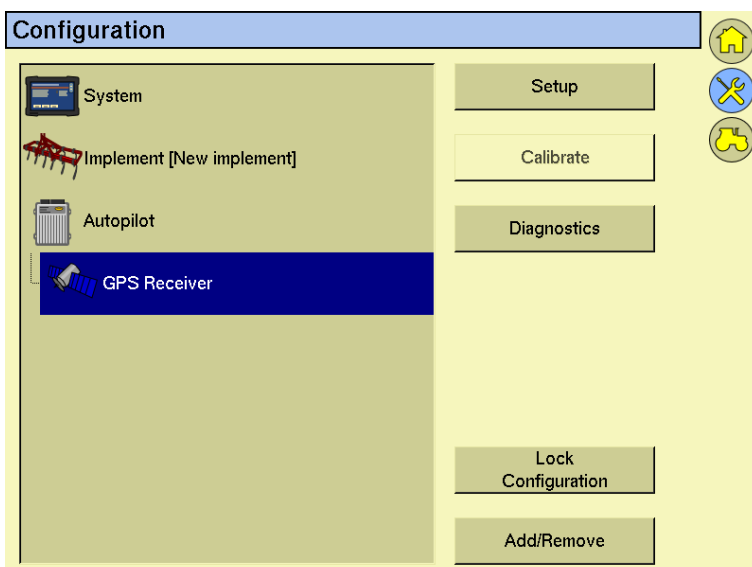 Configuration
System
Implement [New implement]
Autopilot
GPS Receiver
Setup
Calibrate
Diagnostics
Lock
Configuration
Add/Remove